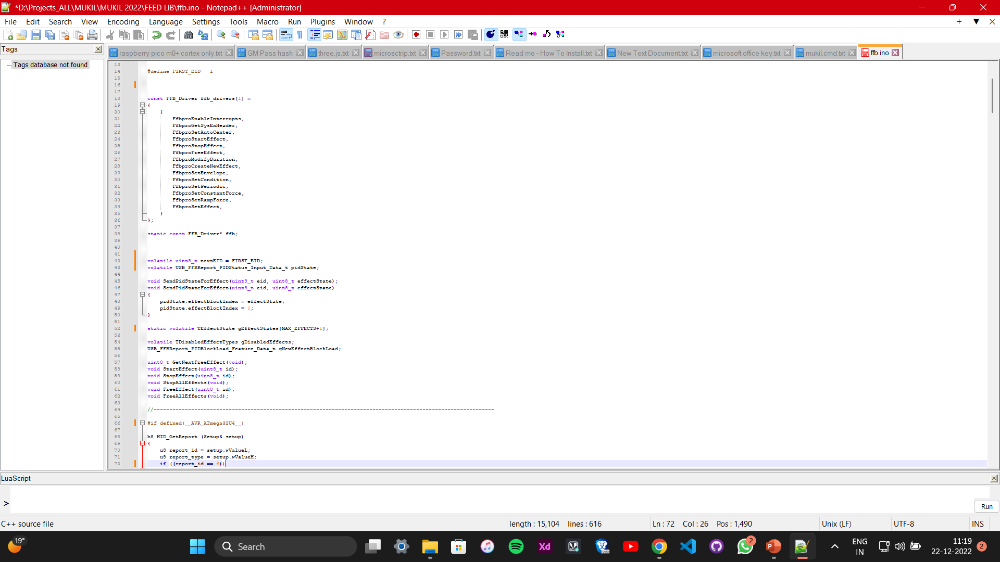 *D:\Projects_ALL\MUKIL\MUKIL 2022\FEED LIB\ffb.ino - Notepad++ [Administrator]
File Edit Search View Encoding Language Settings Tools Macro Run Plugins Window ?
Tags
raspberry pico m0+ cortex only.txt GM Pass hash three.js.txt microsctrip.txt Password.txt Read me - How To Install.txt New Text Document.txt microsoft office key.txt mukil.cmd.txt ffb.ino
Tags database not found
13
14 #define FIRST_EID 1
15
16
17
18 const FFB_Driver ffb_drivers[1] =
19 {
20 {
21 FfbproEnableInterrupts,
22 FfbproGetSysExHeader,
23 FfbproSetAutoCenter,
24 FfbproStartEffect,
25 FfbproStopEffect,
26 FfbproFreeEffect,
27 FfbproModifyDuration,
28 FfbproCreateNewEffect,
29 FfbproSetEnvelope,
30 FfbproSetCondition,
31 FfbproSetPeriodic,
32 FfbproSetConstantForce,
33 FfbproSetRampForce,
34 FfbproSetEffect,
35 }
36 };
37
38 static const FFB_Driver* ffb;
39
40
41
42 volatile uint8_t nextEID = FIRST_EID;
43 volatile USB_FFBReport_PIDStatus_Input_Data_t pidState;
44
45 void SendPidStateForEffect(uint8_t eid, uint8_t effectState);
46 void SendPidStateForEffect(uint8_t eid, uint8_t effectState)
47 {
48 pidState.effectBlockIndex = effectState;
49 pidState.effectBlockIndex = 0;
50 }
51
52 static volatile TEffectState gEffectStates[MAX_EFFECTS+1];
53
54 volatile TDisabledEffectTypes gDisabledEffects;
55 USB_FFBReport_PIDBlockLoad_Feature_Data_t gNewEffectBlockLoad;
56
57 uint8_t GetNextFreeEffect(void);
58 void StartEffect(uint8_t id);
59 void StopEffect(uint8_t id);
60 void StopAllEffects(void);
61 void FreeEffect(uint8_t id);
62 void FreeAllEffects(void);
63
64 //-------------------------------------------------------------------------------------------------------------
65
66 #if defined(__AVR_ATmega32U4__)
67
68 b8 HID_GetReport (Setup& setup)
69 {
70 u8 report_id = setup.wValueL;
71 u8 report_type = setup.wValueH;
72 if ((report_id == 6))
LuaScript
>
Run
C++ source file length : 15,104 lines : 616 Ln : 72 Col : 26 Pos : 1,490 Unix (LF) UTF-8 INS
19°
Search
Xd
beta
2
P
ENG
IN
11:19
22-12-2022
2